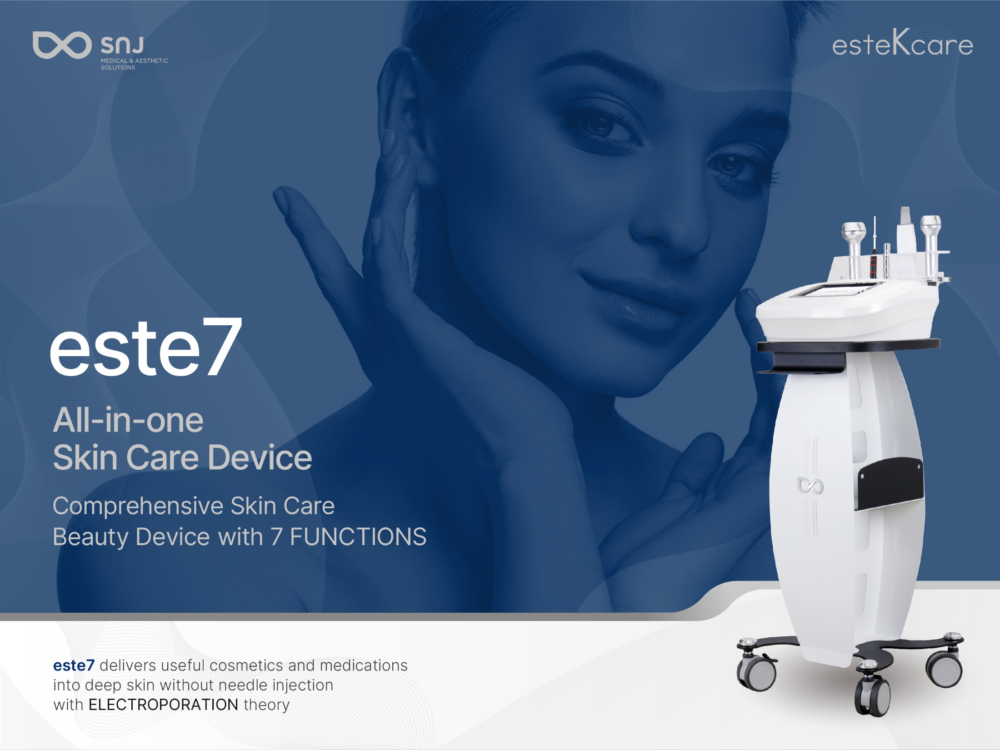 snJ
MEDICAL & AESTHETIC
SOLUTIONS
esteKcare
este7
All-in-one
Skin Care Device
Comprehensive Skin Care
Beauty Device with 7 FUNCTIONS
este7 delivers useful cosmetics and medications
into deep skin without needle injection
with ELECTROPORATION theory